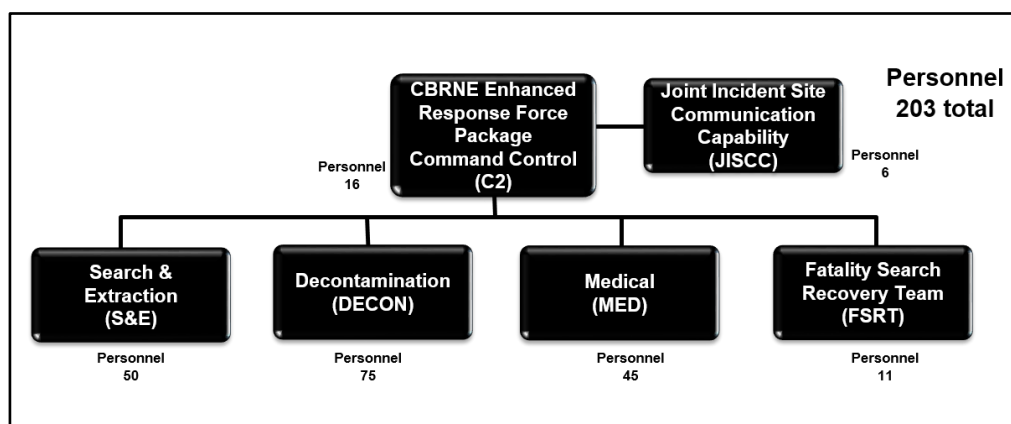 CBRNE Enhanced
Response Force
Package
Command Control
(C2)
Joint Incident Site
Communication
Capability
(JISCC)
Personnel
203 total
Personnel
16
Personnel
6
Search &
Extraction
(S&E)
Decontamination
(DECON)
Medical
(MED)
Fatality Search
Recovery Team
(FSRT)
Personnel
50
Personnel
75
Personnel
45
Personnel
11